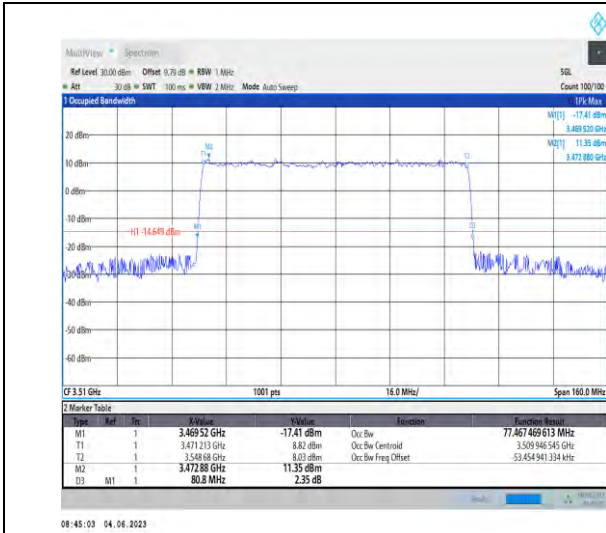 MultiView Spectrum
Ref Level 30.00 dBm Offset 9.79 dB RBW 1 MHz SGL
Att 30 dB SWT 100 ms VBW 2 MHz Mode Auto Sweep Count 100/100
1 Occupied Bandwidth 1Pk Max
M1[1] -17.41 dBm
3.469 520 GHz
M2[1] 11.35 dBm
3.472 880 GHz
20 dBm
M2
T1 T2
10 dBm
0 dBm
-10 dBm
H1 -14.649 dBm
M1
D3
-20 dBm
-30 dBm
-40 dBm
-50 dBm
-60 dBm
CF 3.51 GHz 1001 pts 16.0 MHz/ Span 160.0 MHz
2 Marker Table
Type Ref Trc X-Value Y-Value Function Function Result
M1 1 3.469 52 GHz -17.41 dBm Occ Bw 77.467 469 613 MHz
T1 1 3.471 213 GHz 8.82 dBm Occ Bw Centroid 3.509 946 545 GHz
T2 1 3.548 68 GHz 8.03 dBm Occ Bw Freq Offset -53.454 941 334 kHz
M2 1 3.472 88 GHz 11.35 dBm
D3 M1 1 80.8 MHz 2.35 dB
08:45:03 04.06.2023